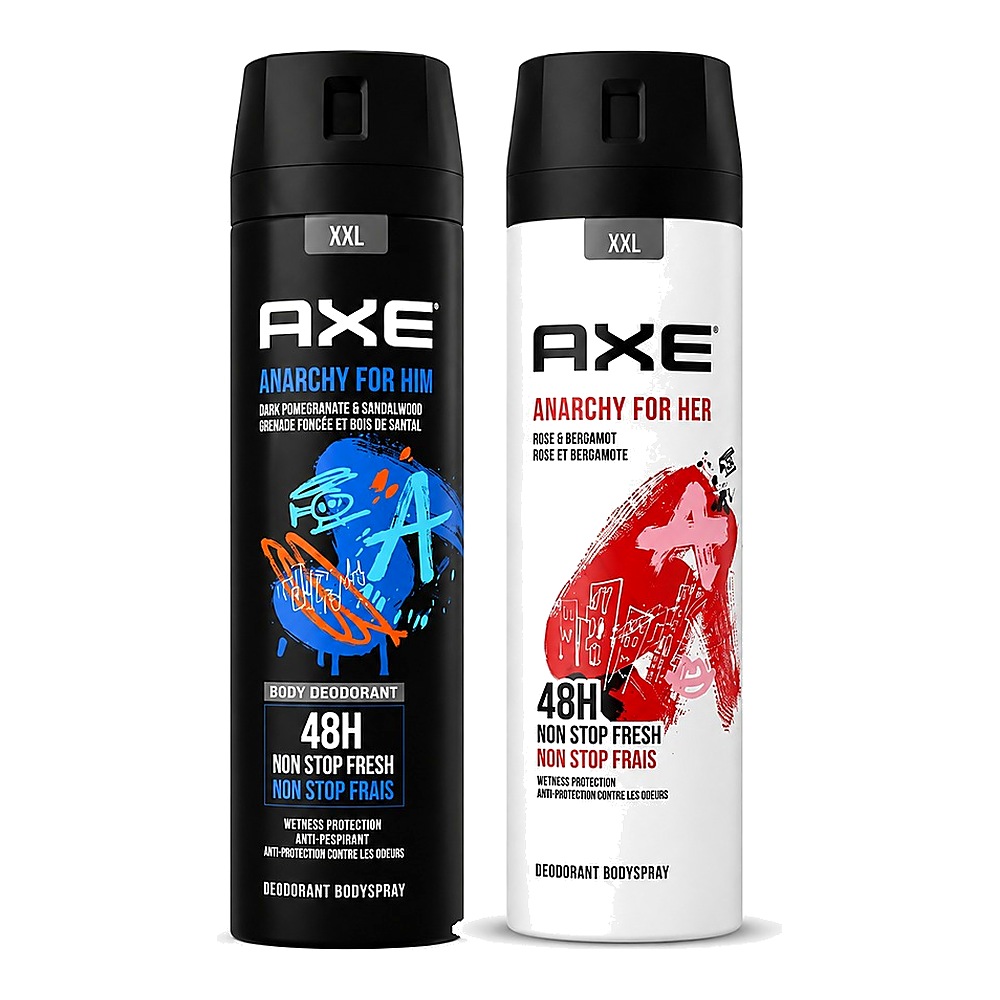 XXL
AXE®
ANARCHY FOR HIM
DARK POMEGRANATE & SANDALWOOD
GRENADE FONCÉE ET BOIS DE SANTAL
A
BODY DEODORANT
48H
NON STOP FRESH
NON STOP FRAIS
WETNESS PROTECTION
ANTI-PESPIRANT
ANTI-PROTECTION CONTRE LES ODEURS
DEODORANT BODYSPRAY
XXL
AXE®
ANARCHY FOR HER
ROSE & BERGAMOT
ROSE ET BERGAMOTE
A
48H
NON STOP FRESH
NON STOP FRAIS
WETNESS PROTECTION
ANTI-PROTECTION CONTRE LES ODEURS
DEODORANT BODYSPRAY